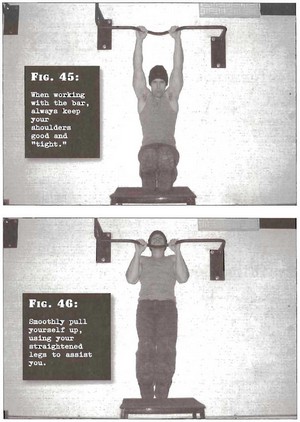 FIG. 45:
When working
with the bar,
always keep
your
shoulders
good and
"tight."
FIG. 46:
Smoothly pull
yourself up,
using your
straightened
legs to assist
you.